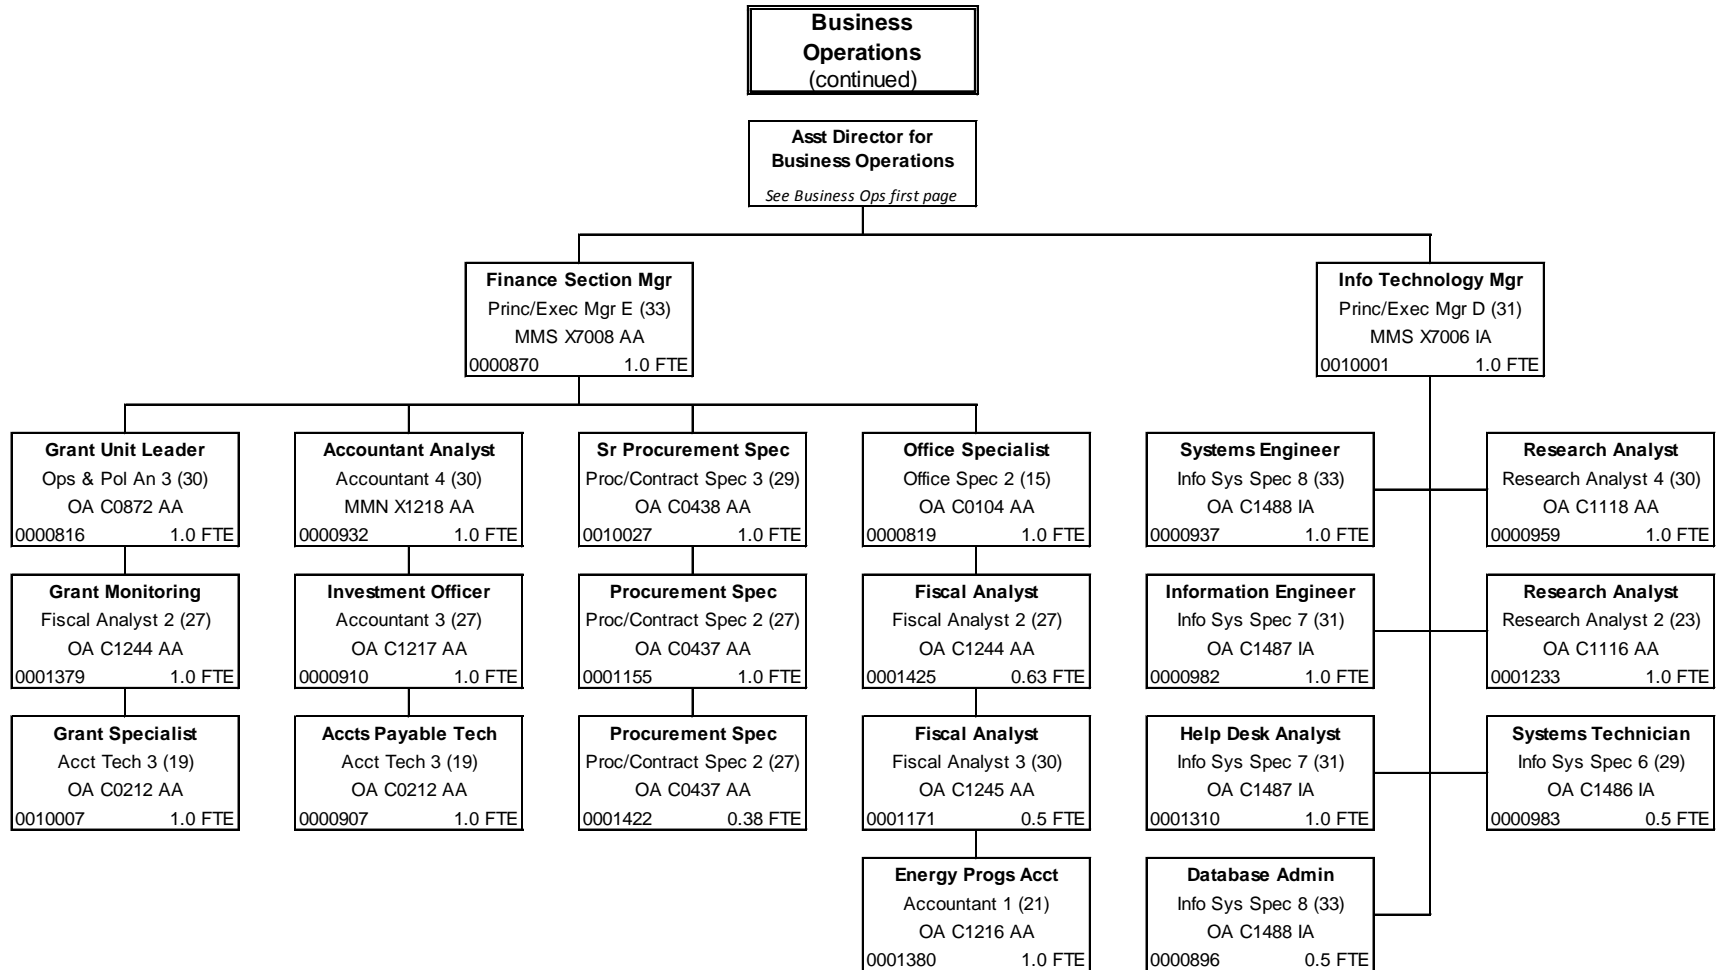 Business
Operations
(continued)
Asst Director for
Business Operations
See Business Ops first page
Finance Section Mgr
Princ/Exec Mgr E (33)
MMS X7008 AA
0000870 1.0 FTE
Info Technology Mgr
Princ/Exec Mgr D (31)
MMS X7006 IA
0010001 1.0 FTE
Grant Unit Leader
Ops & Pol An 3 (30)
OA C0872 AA
0000816 1.0 FTE
Accountant Analyst
Accountant 4 (30)
MMN X1218 AA
0000932 1.0 FTE
Sr Procurement Spec
Proc/Contract Spec 3 (29)
OA C0438 AA
0010027 1.0 FTE
Office Specialist
Office Spec 2 (15)
OA C0104 AA
0000819 1.0 FTE
Systems Engineer
Info Sys Spec 8 (33)
OA C1488 IA
0000937 1.0 FTE
Research Analyst
Research Analyst 4 (30)
OA C1118 AA
0000959 1.0 FTE
Grant Monitoring
Fiscal Analyst 2 (27)
OA C1244 AA
0001379 1.0 FTE
Investment Officer
Accountant 3 (27)
OA C1217 AA
0000910 1.0 FTE
Procurement Spec
Proc/Contract Spec 2 (27)
OA C0437 AA
0001155 1.0 FTE
Fiscal Analyst
Fiscal Analyst 2 (27)
OA C1244 AA
0001425 0.63 FTE
Information Engineer
Info Sys Spec 7 (31)
OA C1487 IA
0000982 1.0 FTE
Research Analyst
Research Analyst 2 (23)
OA C1116 AA
0001233 1.0 FTE
Grant Specialist
Acct Tech 3 (19)
OA C0212 AA
0010007 1.0 FTE
Accts Payable Tech
Acct Tech 3 (19)
OA C0212 AA
0000907 1.0 FTE
Procurement Spec
Proc/Contract Spec 2 (27)
OA C0437 AA
0001422 0.38 FTE
Fiscal Analyst
Fiscal Analyst 3 (30)
OA C1245 AA
0001171 0.5 FTE
Help Desk Analyst
Info Sys Spec 7 (31)
OA C1487 IA
0001310 1.0 FTE
Systems Technician
Info Sys Spec 6 (29)
OA C1486 IA
0000983 0.5 FTE
Energy Progs Acct
Accountant 1 (21)
OA C1216 AA
0001380 1.0 FTE
Database Admin
Info Sys Spec 8 (33)
OA C1488 IA
0000896 0.5 FTE